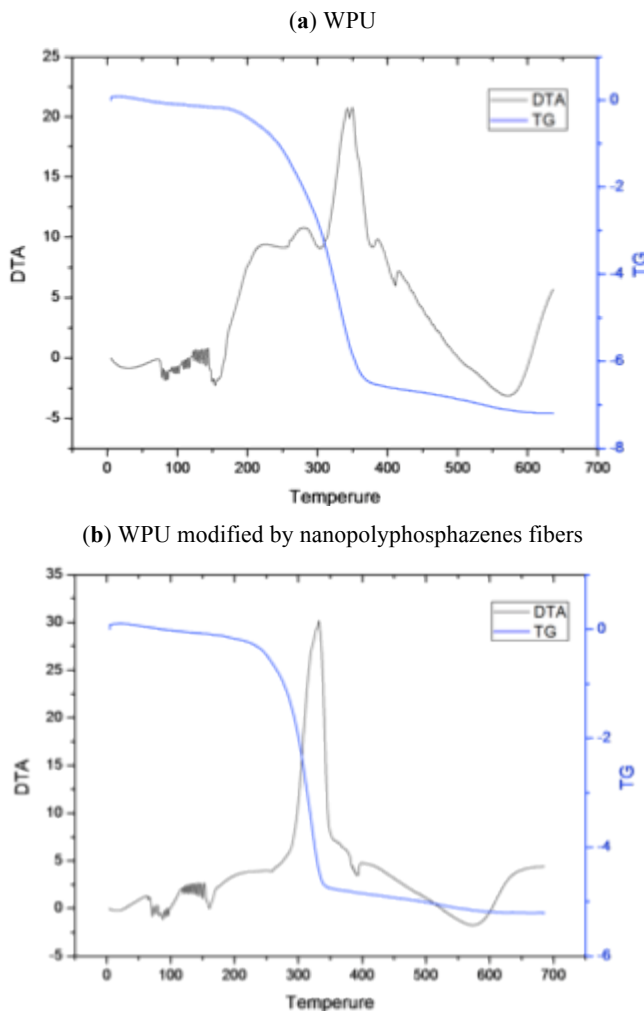 (a) WPU
25
20
15
10
5
0
-5
DTA
DTA
TG
0
-2
-4
-6
-8
TG
0 100 200 300 400 500 600 700
Temperure
(b) WPU modified by nanopolyphosphazenes fibers
35
30
25
20
15
10
5
0
-5
DTA
DTA
TG
0
-2
-4
-6
TG
0 100 200 300 400 500 600 700
Temperure